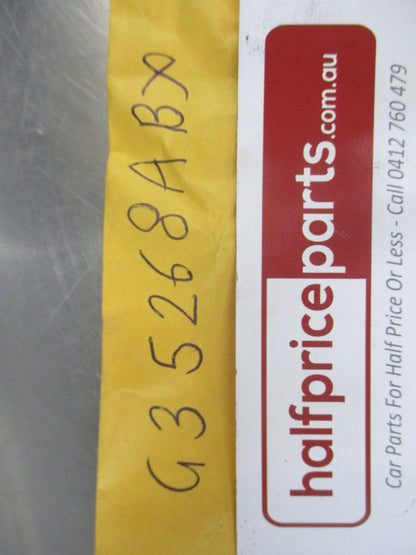 G35268ABX
halfpriceparts.com.au
Car Parts For Half Price Or Less - Call 0412 760 479